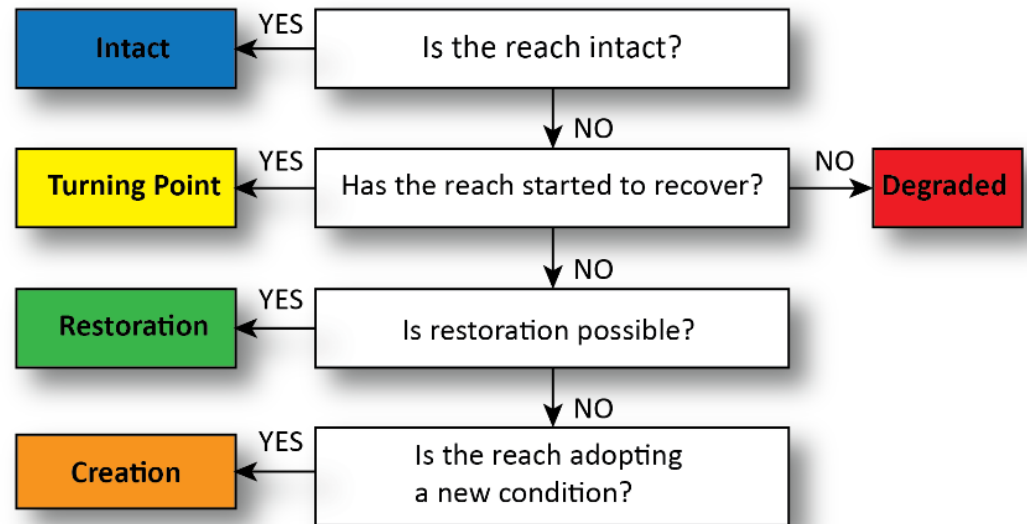 Intact
YES
Is the reach intact?
NO
Turning Point
YES
Has the reach started to recover?
NO
Degraded
NO
Restoration
YES
Is restoration possible?
NO
Creation
YES
Is the reach adopting
a new condition?